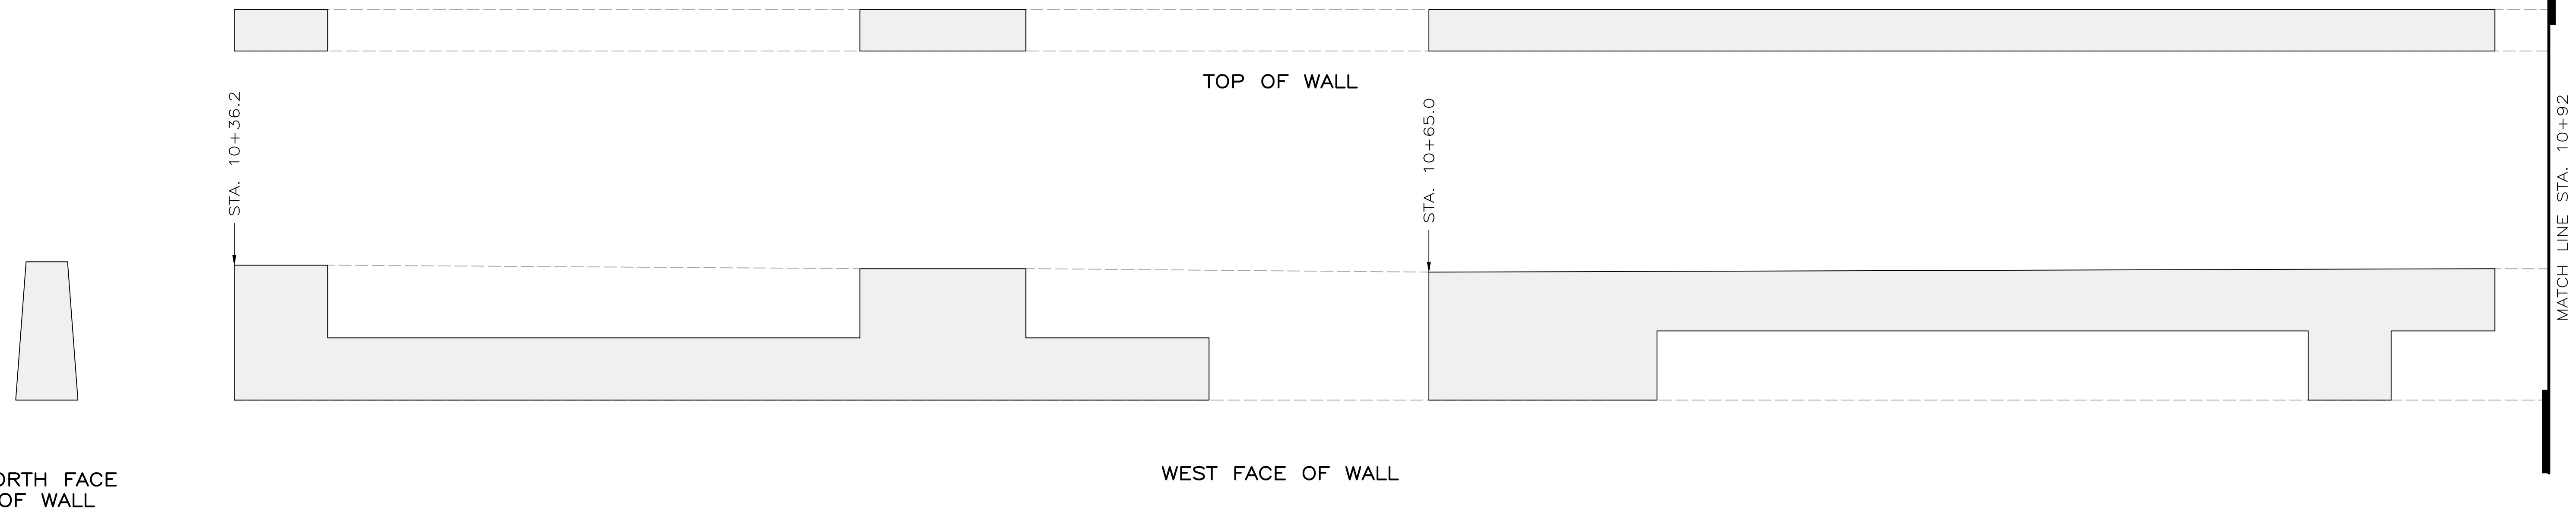 TOP OF WALL
STA. 10+36.2
STA. 10+65.0
MATCH LINE STA. 10+92
WEST FACE OF WALL
ORTH FACE
OF WALL